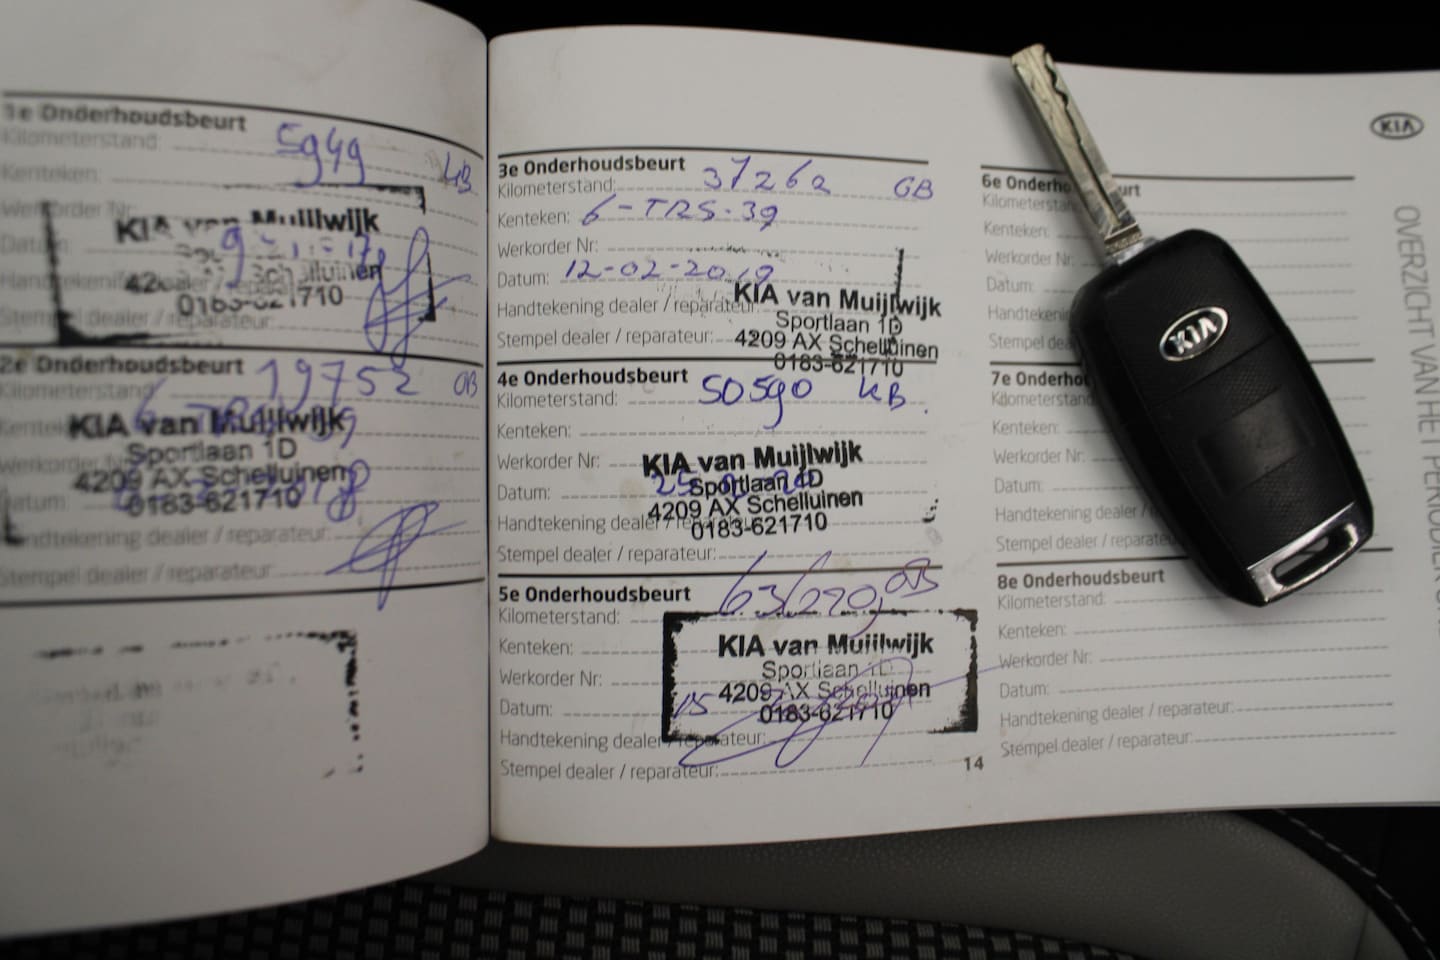 1e Onderhoudsbeurt
Kilometerstand: 5949
Kenteken: KB
Werkorder Nr:
KIA van Muijlwijk
Datum: 9
Schelluinen
0183-621710
Stempel dealer / reparateur:
2e Onderhoudsbeurt
Kilometerstand: 19752 GB
Kenteken:
KIA van Muijlwijk
Sportlaan 1D
Werkorder
4209 AX Schelluinen
Datum:
0183-621710
Handtekening dealer / reparateur:
Stempel dealer / reparateur:
3e Onderhoudsbeurt
Kilometerstand: 37262 GB
Kenteken: 6-TRS-39
Werkorder Nr:
Datum: 12-02-2019
Handtekening dealer / reparateur:
KIA van Muijlwijk
Sportlaan 1D
Stempel dealer / reparateur:
4209 AX Schelluinen
0183-621710
4e Onderhoudsbeurt
Kilometerstand: 50590 KB.
Kenteken:
Werkorder Nr:
KIA van Muijlwijk
Datum: 25
Sportlaan 1D
4209 AX Schelluinen
Handtekening dealer / reparateur:
0183-621710
Stempel dealer / reparateur:
5e Onderhoudsbeurt
Kilometerstand: 63290, GB
Kenteken:
KIA van Muijlwijk
Werkorder Nr:
Sportlaan 1D
4209 AX Schelluinen
Datum: 15
0183-621710
Handtekening dealer / reparateur:
Stempel dealer / reparateur:
14
KIA
6e Onderhoudsbeurt
Kilometerstand
Kenteken:
Werkorder Nr:
Datum:
Handtekening
Stempel dealer
7e Onderhou
Kilometerstand
Kenteken:
Werkorder Nr:
Datum:
Handtekening dealer /
Stempel dealer / reparateu
8e Onderhoudsbeurt
Kilometerstand:
Kenteken:
Werkorder Nr:
Datum:
Handtekening dealer / reparateur:
Stempel dealer / reparateur:
KIA
OVERZICHT VAN HET PERIODIEK